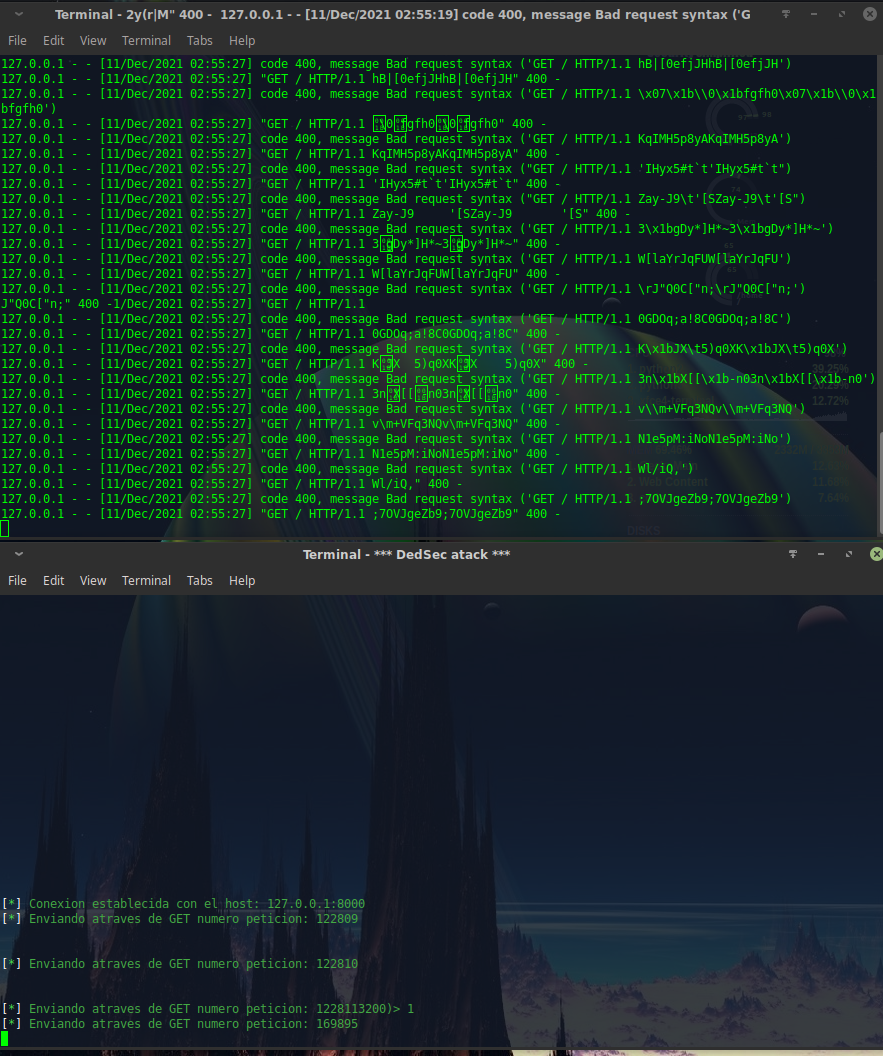 Terminal - 2y(r|M" 400 - 127.0.0.1 - - [11/Dec/2021 02:55:19] code 400, message Bad request syntax ('G
File Edit View Terminal Tabs Help
127.0.0.1 - - [11/Dec/2021 02:55:27] code 400, message Bad request syntax ('GET / HTTP/1.1 hB|[0efjJHhB|[0efjJH')
127.0.0.1 - - [11/Dec/2021 02:55:27] "GET / HTTP/1.1 hB|[0efjJHhB|[0efjJH" 400 -
127.0.0.1 - - [11/Dec/2021 02:55:27] code 400, message Bad request syntax ('GET / HTTP/1.1 \x07\x1b\\0\x1bfgfh0\x07\x1b\\0\x1
bfgfh0')
127.0.0.1 - - [11/Dec/2021 02:55:27] "GET / HTTP/1.1 \0fgfh0\0fgfh0" 400 -
127.0.0.1 - - [11/Dec/2021 02:55:27] code 400, message Bad request syntax ('GET / HTTP/1.1 KqIMH5p8yAKqIMH5p8yA')
127.0.0.1 - - [11/Dec/2021 02:55:27] "GET / HTTP/1.1 KqIMH5p8yAKqIMH5p8yA" 400 -
127.0.0.1 - - [11/Dec/2021 02:55:27] code 400, message Bad request syntax ("GET / HTTP/1.1 'IHyx5#t`t'IHyx5#t`t")
127.0.0.1 - - [11/Dec/2021 02:55:27] "GET / HTTP/1.1 'IHyx5#t`t'IHyx5#t`t" 400 -
127.0.0.1 - - [11/Dec/2021 02:55:27] code 400, message Bad request syntax ("GET / HTTP/1.1 Zay-J9\t'[SZay-J9\t'[S")
127.0.0.1 - - [11/Dec/2021 02:55:27] "GET / HTTP/1.1 Zay-J9 '[SZay-J9 '[S" 400 -
127.0.0.1 - - [11/Dec/2021 02:55:27] code 400, message Bad request syntax ('GET / HTTP/1.1 3\x1bgDy*]H*~3\x1bgDy*]H*~')
127.0.0.1 - - [11/Dec/2021 02:55:27] "GET / HTTP/1.1 3gDy*]H*~3gDy*]H*~" 400 -
127.0.0.1 - - [11/Dec/2021 02:55:27] code 400, message Bad request syntax ('GET / HTTP/1.1 W[laYrJqFUW[laYrJqFU')
127.0.0.1 - - [11/Dec/2021 02:55:27] "GET / HTTP/1.1 W[laYrJqFUW[laYrJqFU" 400 -
127.0.0.1 - - [11/Dec/2021 02:55:27] code 400, message Bad request syntax ('GET / HTTP/1.1 \rJ"Q0C["n;\rJ"Q0C["n;')
J"Q0C["n;" 400 -1/Dec/2021 02:55:27] "GET / HTTP/1.1
127.0.0.1 - - [11/Dec/2021 02:55:27] code 400, message Bad request syntax ('GET / HTTP/1.1 0GDOq;a!8C0GDOq;a!8C')
127.0.0.1 - - [11/Dec/2021 02:55:27] "GET / HTTP/1.1 0GDOq;a!8C0GDOq;a!8C" 400 -
127.0.0.1 - - [11/Dec/2021 02:55:27] code 400, message Bad request syntax ('GET / HTTP/1.1 K\x1bJX\t5)q0XK\x1bJX\t5)q0X')
127.0.0.1 - - [11/Dec/2021 02:55:27] "GET / HTTP/1.1 KJX 5)q0XKJX 5)q0X" 400 -
127.0.0.1 - - [11/Dec/2021 02:55:27] code 400, message Bad request syntax ('GET / HTTP/1.1 3n\x1bX[[\x1b-n03n\x1bX[[\x1b-n0')
127.0.0.1 - - [11/Dec/2021 02:55:27] "GET / HTTP/1.1 3nX[[n03nX[[n0" 400 -
127.0.0.1 - - [11/Dec/2021 02:55:27] code 400, message Bad request syntax ('GET / HTTP/1.1 v\\m+VFq3NQv\\m+VFq3NQ')
127.0.0.1 - - [11/Dec/2021 02:55:27] "GET / HTTP/1.1 v\m+VFq3NQv\m+VFq3NQ" 400 -
127.0.0.1 - - [11/Dec/2021 02:55:27] code 400, message Bad request syntax ('GET / HTTP/1.1 N1e5pM:iNoN1e5pM:iNo')
127.0.0.1 - - [11/Dec/2021 02:55:27] "GET / HTTP/1.1 N1e5pM:iNoN1e5pM:iNo" 400 -
127.0.0.1 - - [11/Dec/2021 02:55:27] code 400, message Bad request syntax ('GET / HTTP/1.1 Wl/iQ,')
127.0.0.1 - - [11/Dec/2021 02:55:27] "GET / HTTP/1.1 Wl/iQ," 400 -
127.0.0.1 - - [11/Dec/2021 02:55:27] code 400, message Bad request syntax ('GET / HTTP/1.1 ;7OVJgeZb9;7OVJgeZb9')
127.0.0.1 - - [11/Dec/2021 02:55:27] "GET / HTTP/1.1 ;7OVJgeZb9;7OVJgeZb9" 400 -
39.25%
12.72%
2. Web Content
DISKS
Terminal - *** DedSec atack ***
File Edit View Terminal Tabs Help
[*] Conexion establecida con el host: 127.0.0.1:8000
[*] Enviando atraves de GET numero peticion: 122809
[*] Enviando atraves de GET numero peticion: 122810
[*] Enviando atraves de GET numero peticion: 1228113200)> 1
[*] Enviando atraves de GET numero peticion: 169895